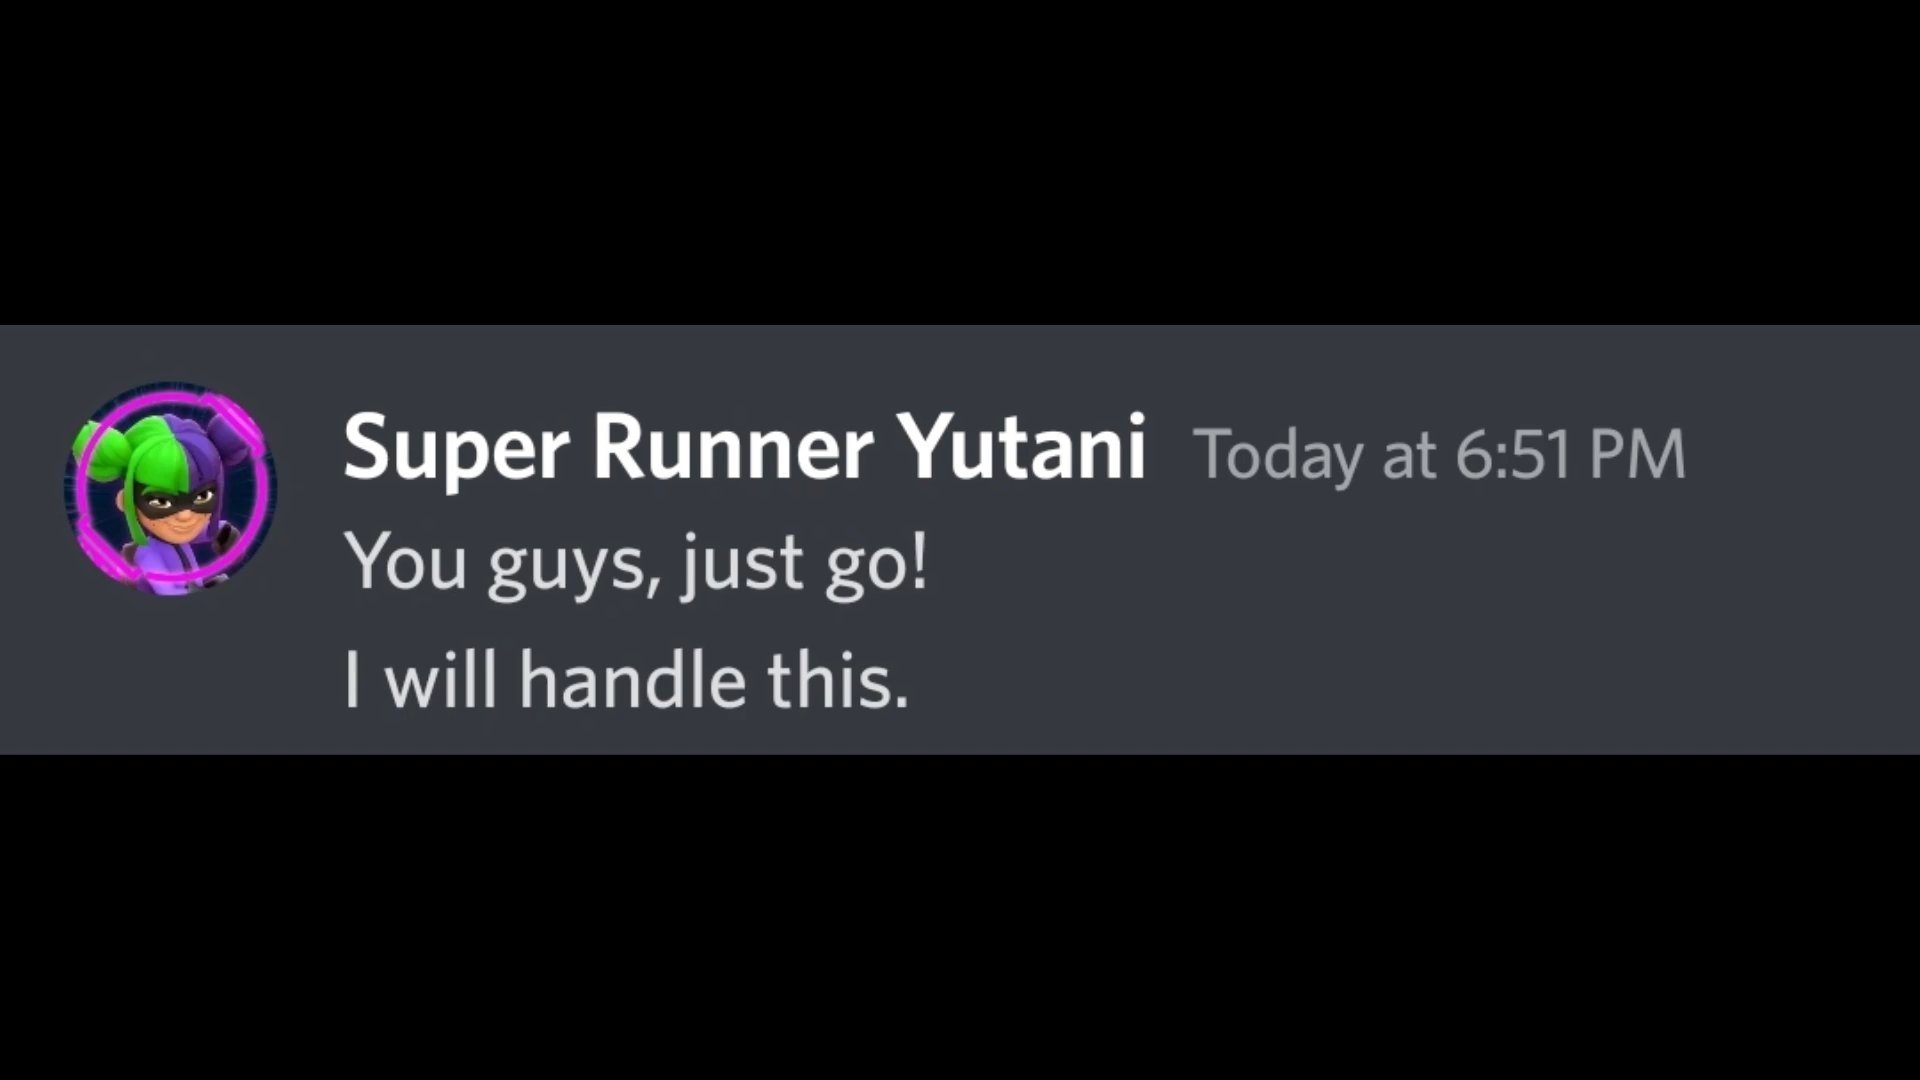 Super Runner Yutani Today at 6:51 PM
You guys, just go!
I will handle this.